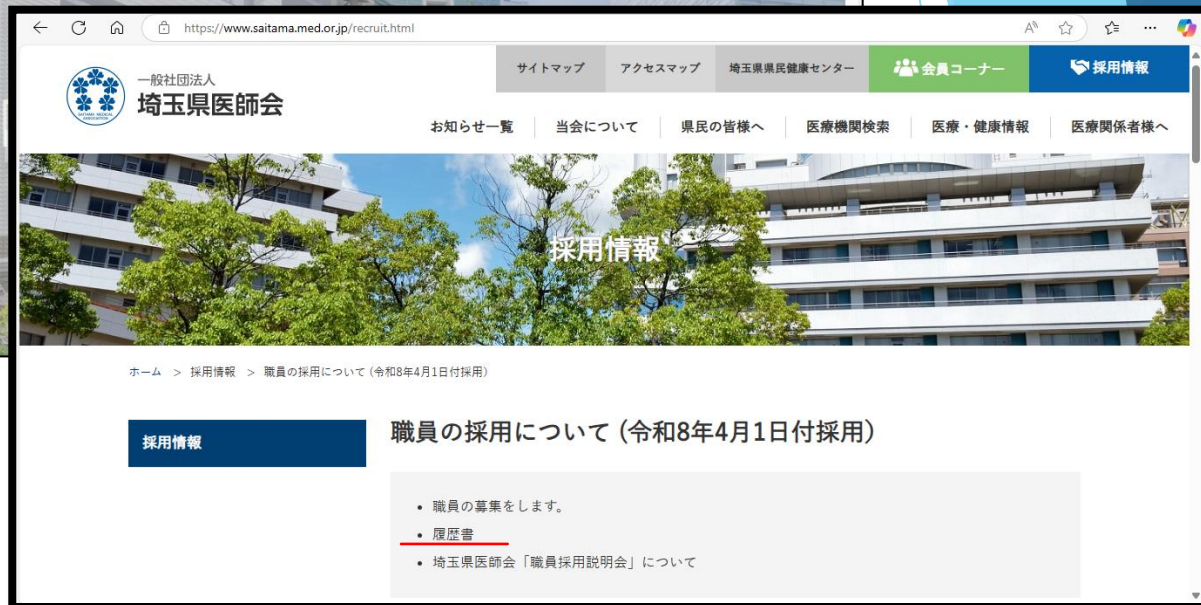 https://www.saitama.med.or.jp/recruit.html
サイトマップ
アクセスマップ
埼玉県県民健康センター
会員コーナー
採用情報
一般社団法人
埼玉県医師会
お知らせ一覧
当会について
県民の皆様へ
医療機関検索
医療・健康情報
医療関係者様へ
採用情報
ホーム > 採用情報 > 職員の採用について (令和8年4月1日付採用)
採用情報
職員の採用について (令和8年4月1日付採用)
• 職員の募集をします。
• 履歴書
• 埼玉県医師会「職員採用説明会」について